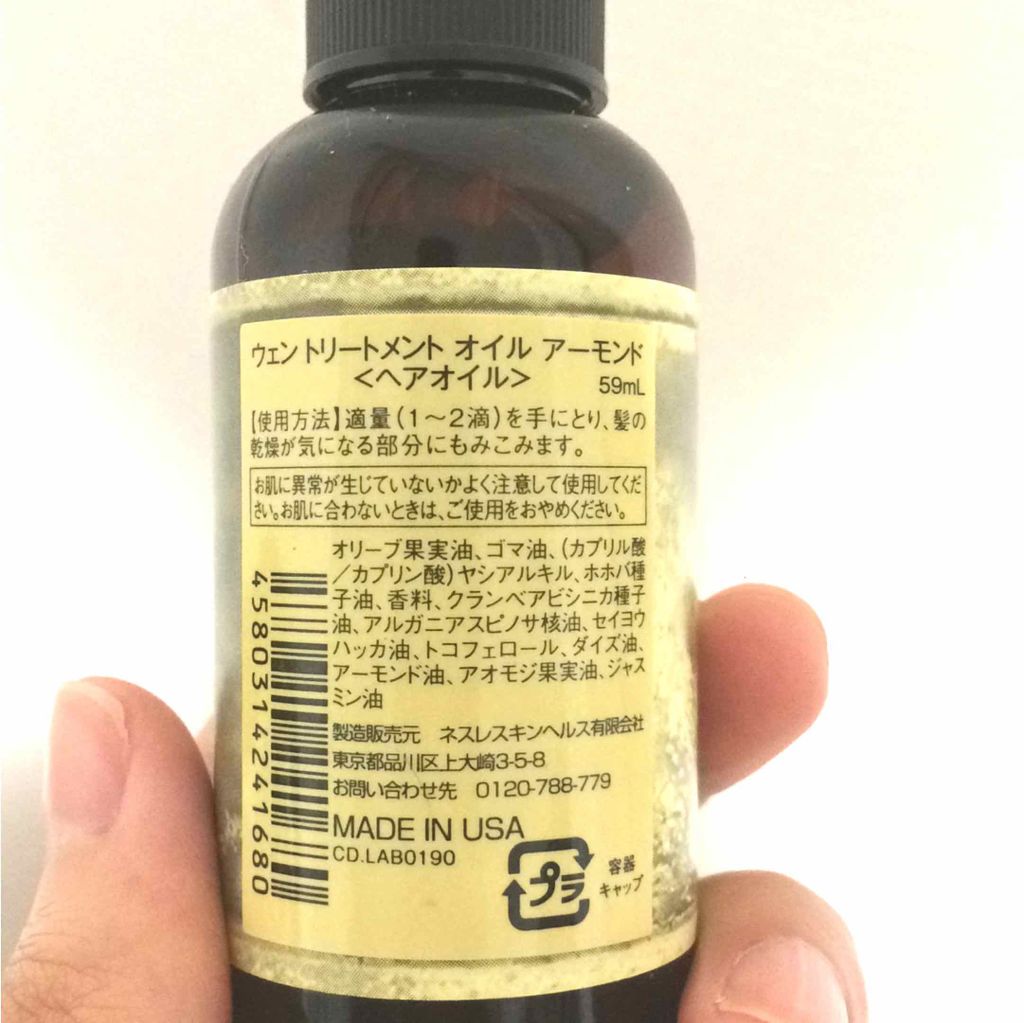 ウェン トリートメント オイル アーモンド
<ヘアオイル>
59mL
【使用方法】適量(1～2滴)を手にとり、髪の
乾燥が気になる部分にもみこみます。
お肌に異常が生じていないかよく注意して使用してくだ
さい。お肌に合わないときは、ご使用をおやめください。
オリーブ果実油、ゴマ油、(カプリル酸
/カプリン酸)ヤシアルキル、ホホバ種
子油、香料、クランベアビシニカ種子
油、アルガニアスピノサ核油、セイヨウ
ハッカ油、トコフェロール、ダイズ油、
アーモンド油、アオモジ果実油、ジャス
ミン油
製造販売元 ネスレスキンヘルス有限会社
東京都品川区上大崎3-5-8
お問い合わせ先 0120-788-779
MADE IN USA
CD.LAB0190
プラ
容器
キャップ
4580314241680